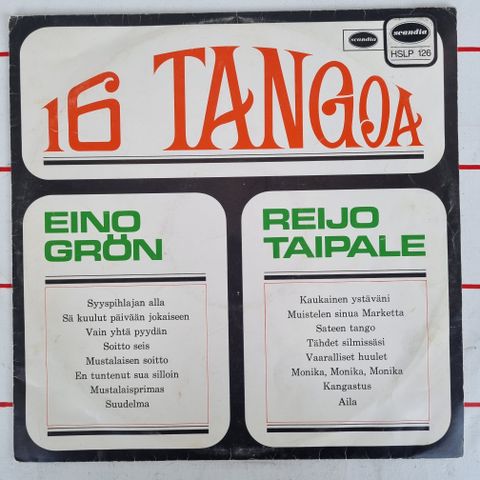 scandia
scandia
HSLP 126
16 TANGOA
EINO
GRÖN
Syyspihlajan alla
Sä kuulut päivään jokaiseen
Vain yhtä pyydän
Soitto seis
Mustalaisen soitto
En tuntenut sua silloin
Mustalaisprimas
Suudelma
REIJO
TAIPALE
Kaukainen ystäväni
Muistelen sinua Marketta
Sateen tango
Tähdet silmissäsi
Vaaralliset huulet
Monika, Monika, Monika
Kangastus
Aila